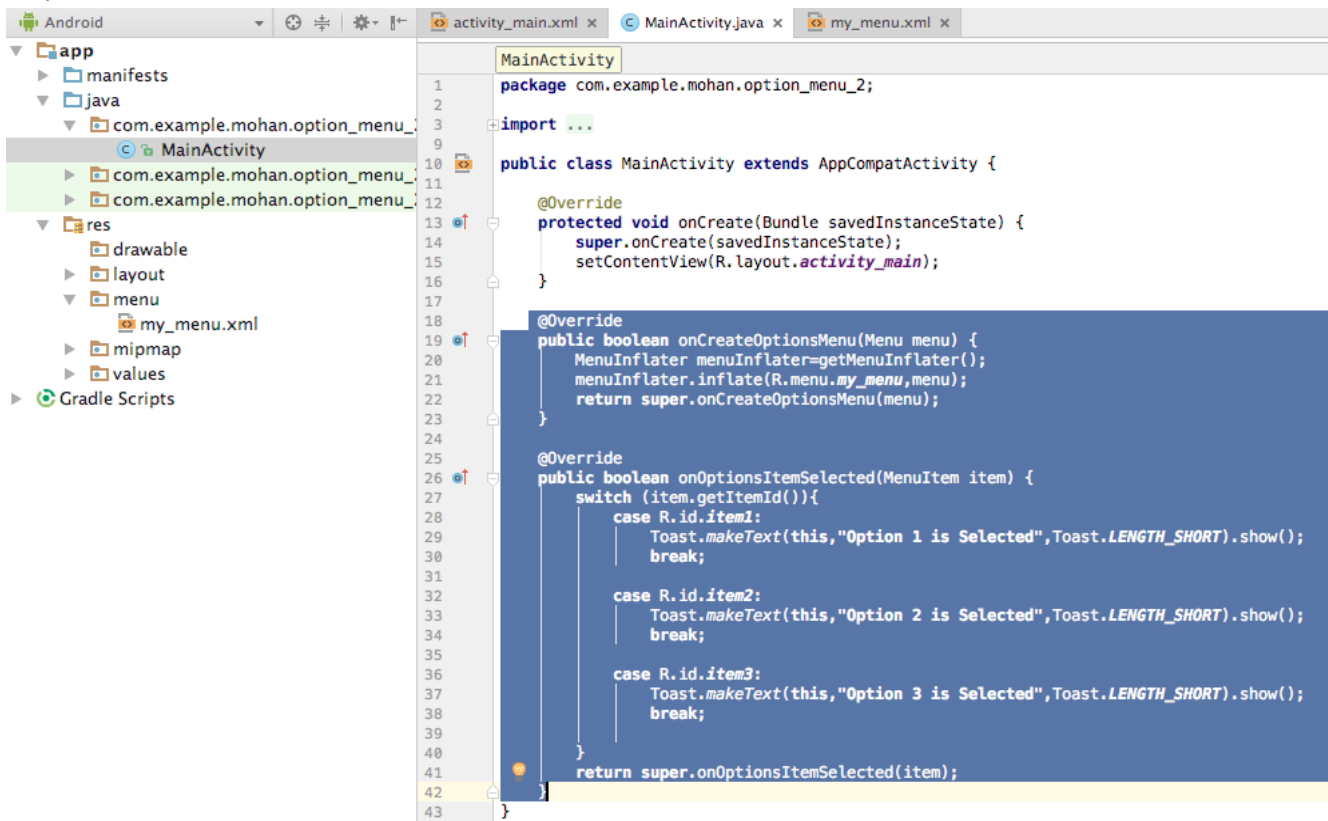 Android
activity_main.xml
MainActivity.java
my_menu.xml
app
manifests
java
com.example.mohan.option_menu_2
MainActivity
com.example.mohan.option_menu_2
com.example.mohan.option_menu_2
res
drawable
layout
menu
my_menu.xml
mipmap
values
Gradle Scripts
MainActivity
1 package com.example.mohan.option_menu_2;
2
3 import ...
9
10 public class MainActivity extends AppCompatActivity {
11
12 @Override
13 protected void onCreate(Bundle savedInstanceState) {
14 super.onCreate(savedInstanceState);
15 setContentView(R.layout.activity_main);
16 }
17
18 @Override
19 public boolean onCreateOptionsMenu(Menu menu) {
20 MenuInflater menuInflater=getMenuInflater();
21 menuInflater.inflate(R.menu.my_menu,menu);
22 return super.onCreateOptionsMenu(menu);
23 }
24
25 @Override
26 public boolean onOptionsItemSelected(MenuItem item) {
27 switch (item.getItemId()){
28 case R.id.item1:
29 Toast.makeText(this,"Option 1 is Selected",Toast.LENGTH_SHORT).show();
30 break;
31
32 case R.id.item2:
33 Toast.makeText(this,"Option 2 is Selected",Toast.LENGTH_SHORT).show();
34 break;
35
36 case R.id.item3:
37 Toast.makeText(this,"Option 3 is Selected",Toast.LENGTH_SHORT).show();
38 break;
39
40 }
41 return super.onOptionsItemSelected(item);
42 }
43 }